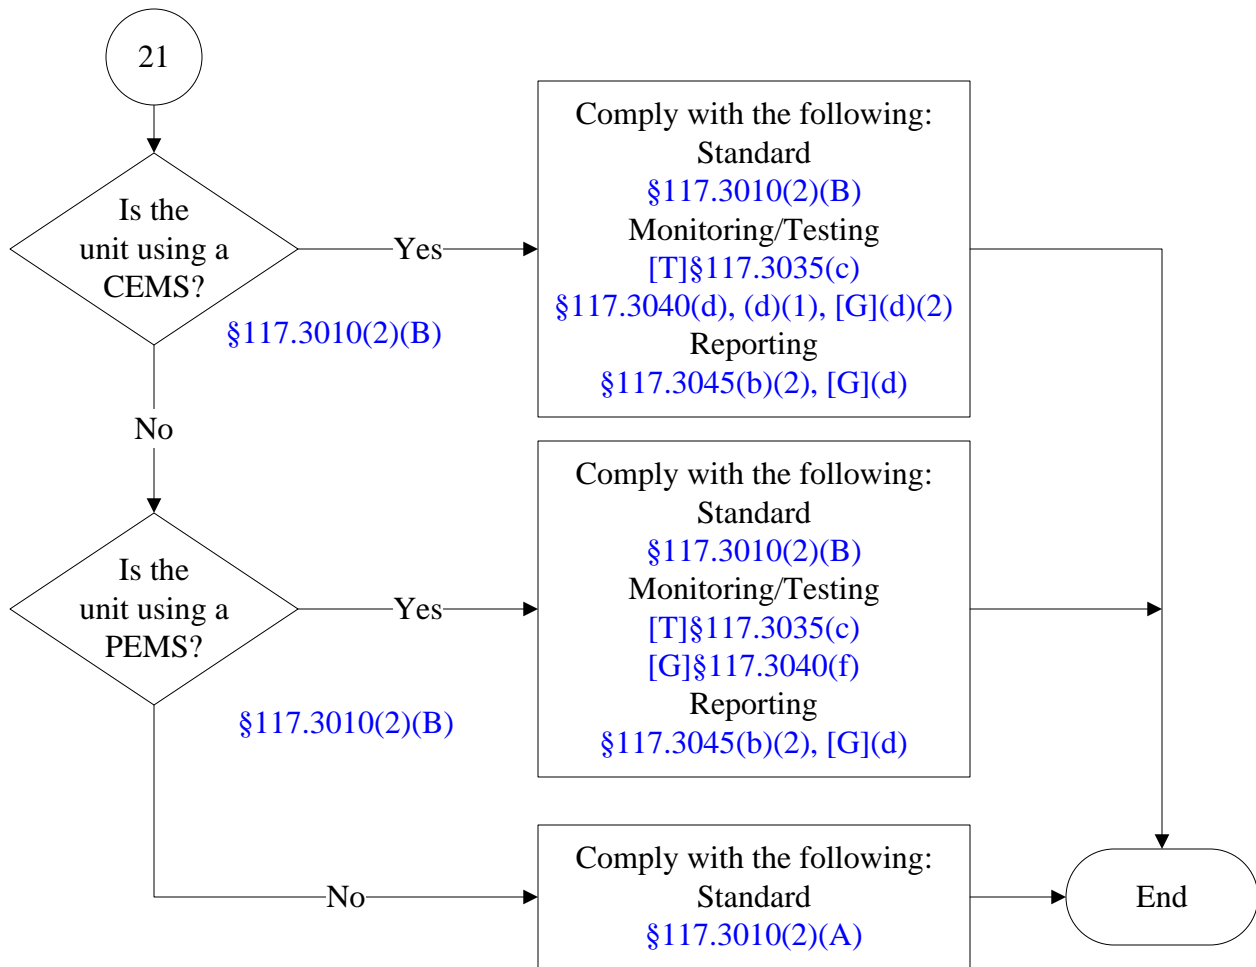 21
Is the
unit using a
CEMS?
§117.3010(2)(B)
Yes
Comply with the following:
Standard
§117.3010(2)(B)
Monitoring/Testing
[T]§117.3035(c)
§117.3040(d), (d)(1), [G](d)(2)
Reporting
§117.3045(b)(2), [G](d)
No
Is the
unit using a
PEMS?
§117.3010(2)(B)
Yes
Comply with the following:
Standard
§117.3010(2)(B)
Monitoring/Testing
[T]§117.3035(c)
[G]§117.3040(f)
Reporting
§117.3045(b)(2), [G](d)
No
Comply with the following:
Standard
§117.3010(2)(A)
End